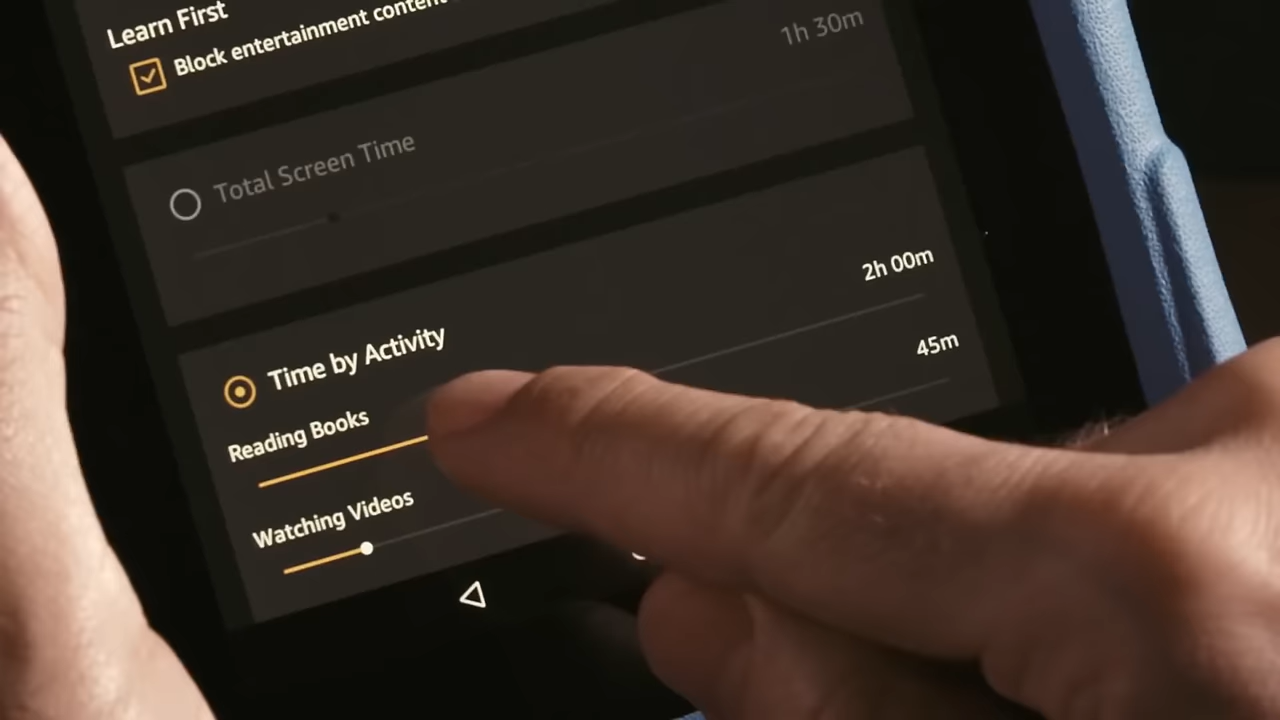 Learn First
Block entertainment content
1h 30m
Total Screen Time
Time by Activity
2h 00m
Reading Books
45m
Watching Videos